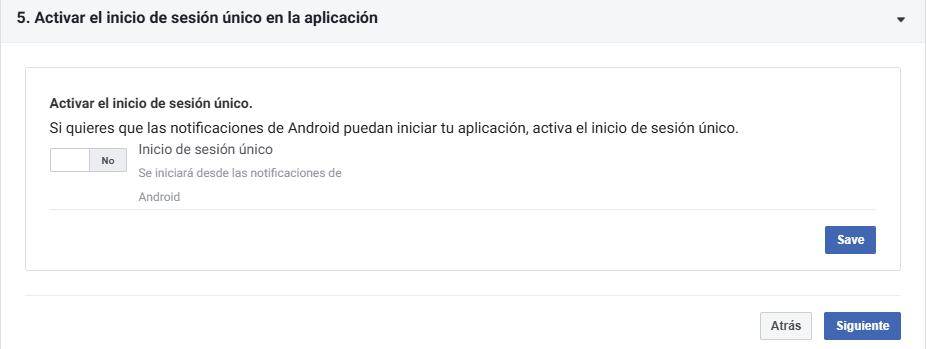 5. Activar el inicio de sesión único en la aplicación
Activar el inicio de sesión único.
Si quieres que las notificaciones de Android puedan iniciar tu aplicación, activa el inicio de sesión único.
No
Inicio de sesión único
Se iniciará desde las notificaciones de
Android
Save
Atrás
Siguiente